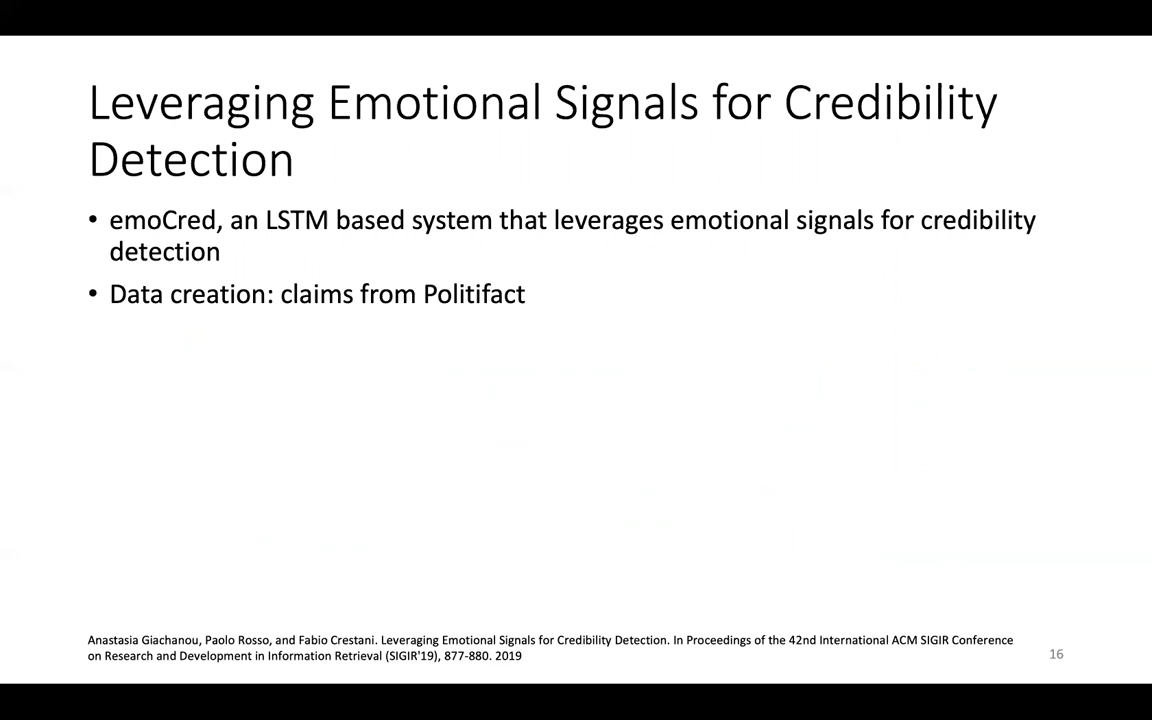 Leveraging Emotional Signals for Credibility
Detection
• emoCred, an LSTM based system that leverages emotional signals for credibility
detection
• Data creation: claims from Politifact
Anastasia Giachanou, Paolo Rosso, and Fabio Crestani. Leveraging Emotional Signals for Credibility Detection. In Proceedings of the 42nd International ACM SIGIR Conference
on Research and Development in Information Retrieval (SIGIR'19), 877-880. 2019
16